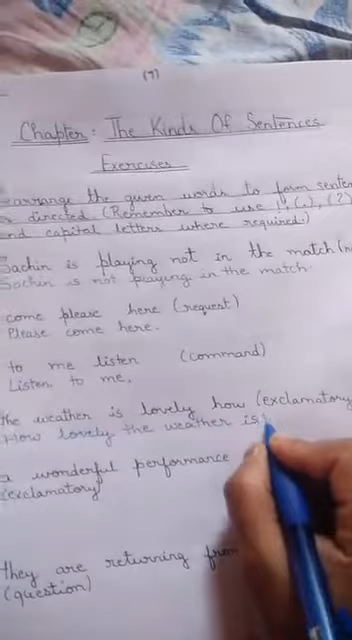 (7)
Chapter: The Kinds Of Sentences
Exercises
arrange the given words to form senten
directed (Remember to use !, (,), (?)
and capital letters where required.)
Sachin is playing not in the match
Sachin is not playing in the match.
come please here (request)
Please come here.
to me listen (command)
Listen to me.
the weather is lovely how (exclamatory
How lovely the weather is
a wonderful performance
(exclamatory)
they are returning from
(question)